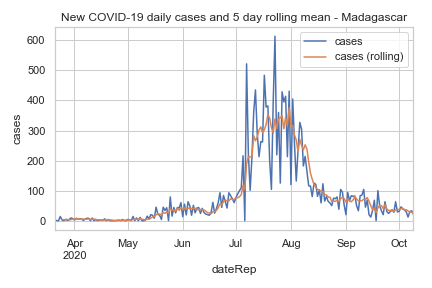 New COVID-19 daily cases and 5 day rolling mean - Madagascar
cases
cases (rolling)
600
500
400
300
200
100
0
cases
Apr
2020
May
Jun
Jul
Aug
Sep
Oct
dateRep